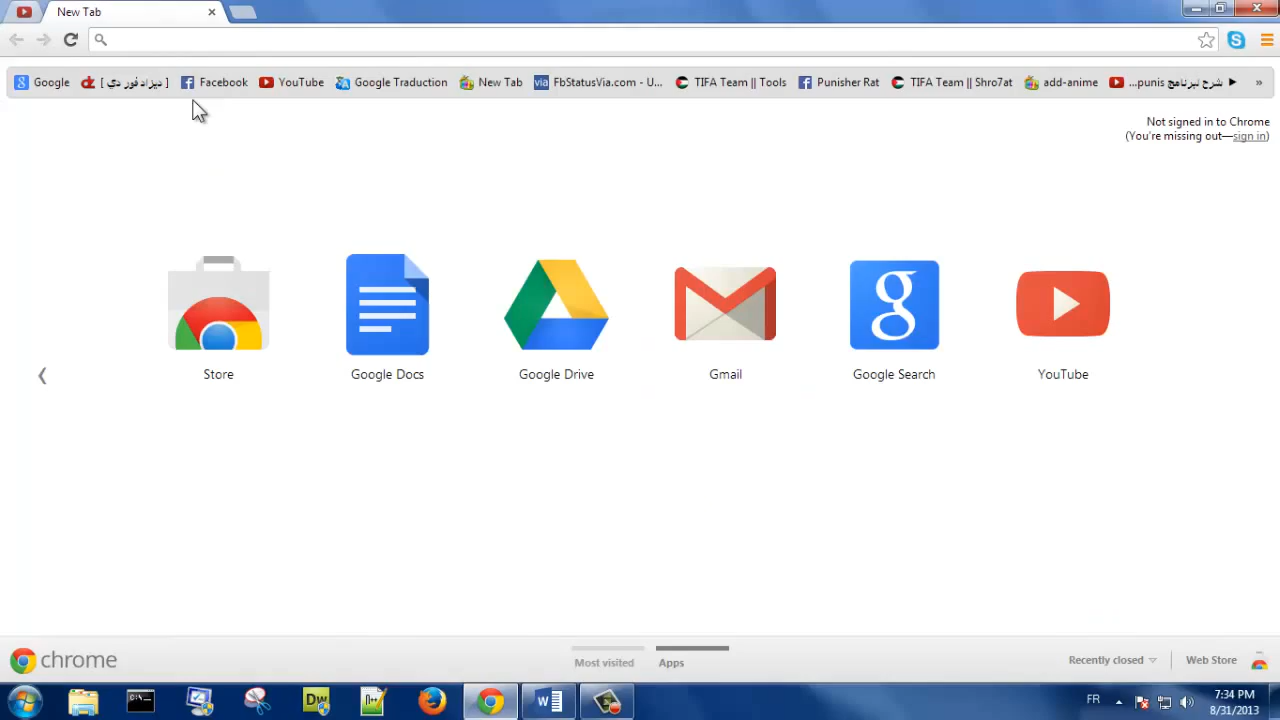 New Tab
Google [ ديزاد فور دي ] Facebook YouTube Google Traduction New Tab via FbStatusVia.com - U... TIFA Team || Tools Punisher Rat TIFA Team || Shro7at add-anime ...punis شرح لبرنامج »
Not signed in to Chrome
(You're missing out—sign in)
Store Google Docs Google Drive Gmail Google Search YouTube
chrome Most visited Apps Recently closed Web Store
C:\_ Dw FR 7:34 PM
8/31/2013